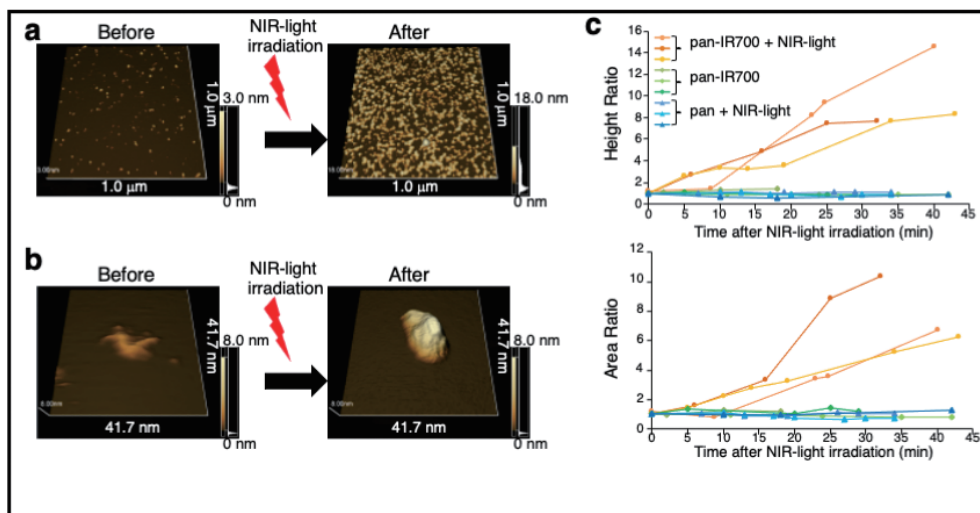 a
Before
NIR-light
irradiation
After
1.0 µm
3.0 nm
0 nm
1.0 µm
1.0 µm
18.0 nm
0 nm
1.0 µm
b
Before
NIR-light
irradiation
After
41.7 nm
8.0 nm
0 nm
41.7 nm
8.00nm
41.7 nm
8.0 nm
0 nm
41.7 nm
c
Height Ratio
16
14
12
10
8
6
4
2
0
pan-IR700 + NIR-light
pan-IR700
pan + NIR-light
0 5 10 15 20 25 30 35 40 45
Time after NIR-light irradiation (min)
Area Ratio
12
10
8
6
4
2
0
0 5 10 15 20 25 30 35 40 45
Time after NIR-light irradiation (min)